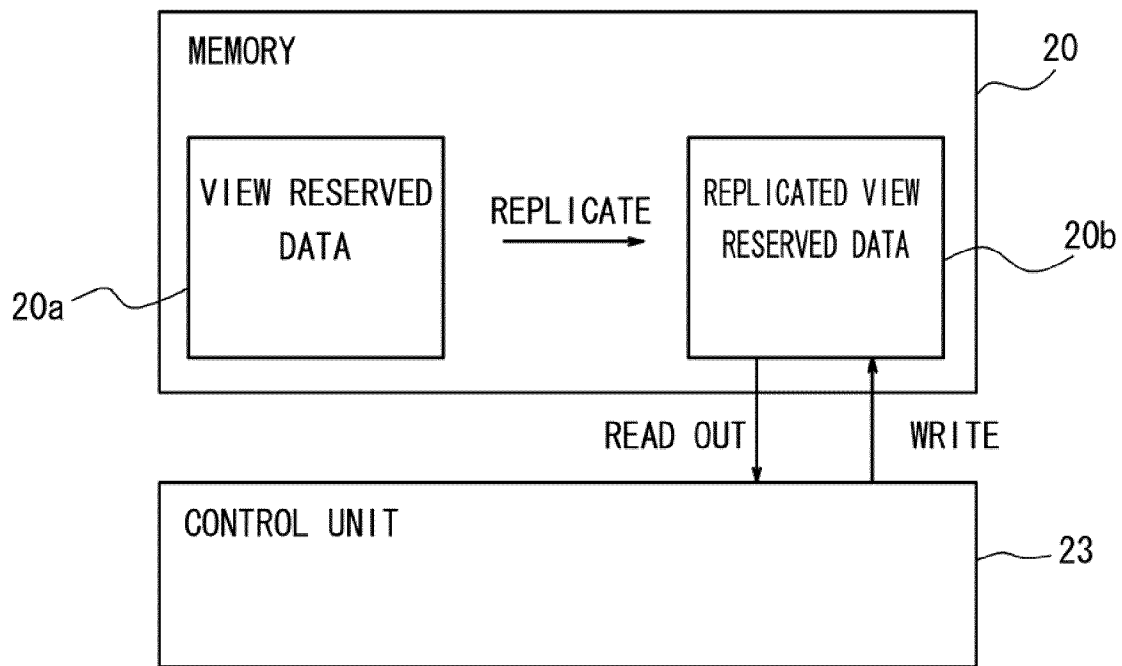 MEMORY
20
VIEW RESERVED
DATA
REPLICATE
REPLICATED VIEW
RESERVED DATA
20a
20b
READ OUT
WRITE
CONTROL UNIT
23